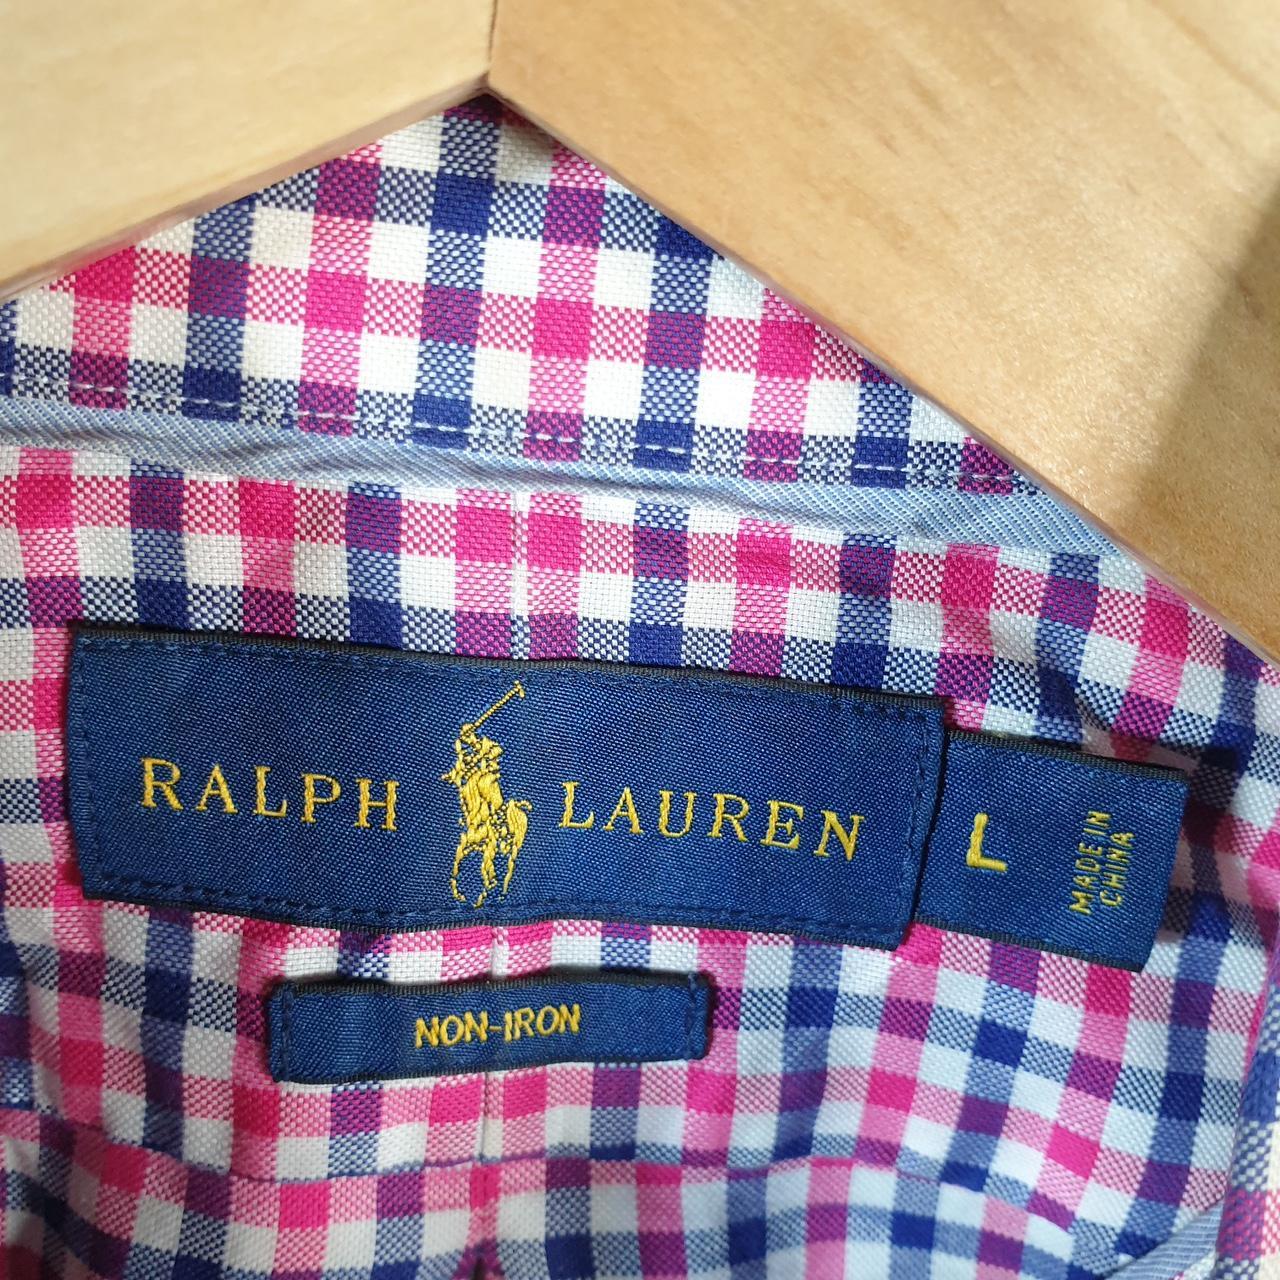 RALPH LAUREN
L
MADE IN
CHINA
NON-IRON